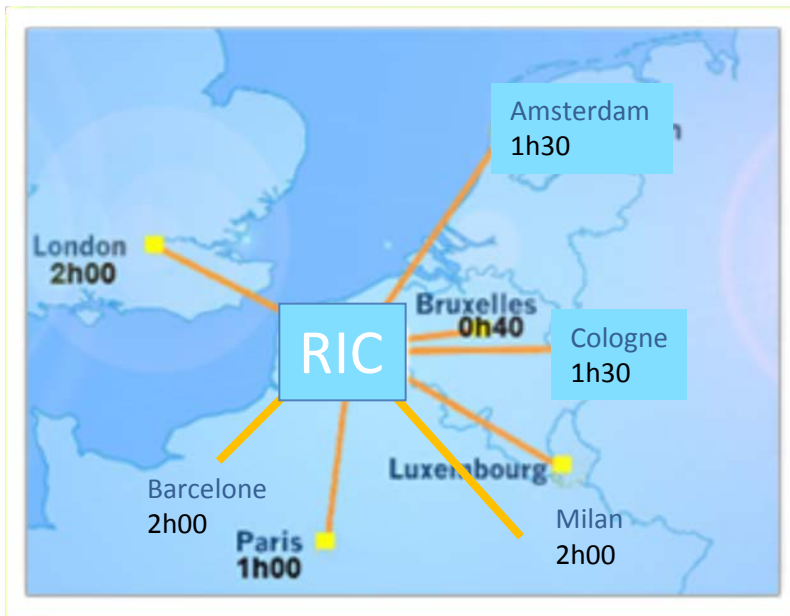 Amsterdam
1h30
London
2h00
Bruxelles
0h40
RIC
Cologne
1h30
Luxembourg
Barcelone
2h00
Milan
2h00
Paris
1h00